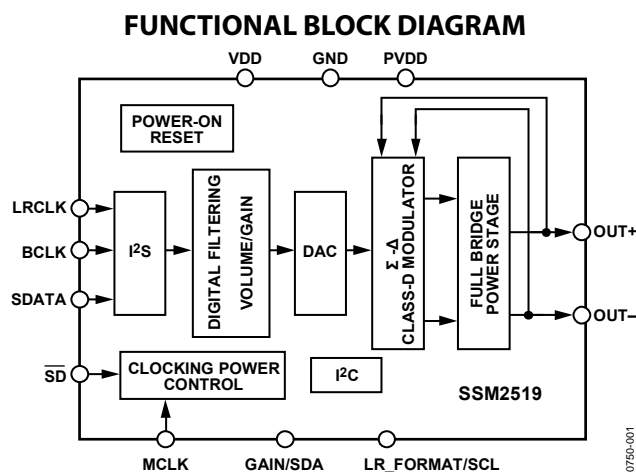 FUNCTIONAL BLOCK DIAGRAM
VDD
GND
PVDD
POWER-ON
RESET
LRCLK
BCLK
SDATA
I²S
DIGITAL FILTERING
VOLUME/GAIN
DAC
Σ-Δ
CLASS-D MODULATOR
FULL BRIDGE
POWER STAGE
OUT+
OUT–
SD
CLOCKING POWER
CONTROL
I²C
SSM2519
MCLK
GAIN/SDA
LR_FORMAT/SCL
0750-001